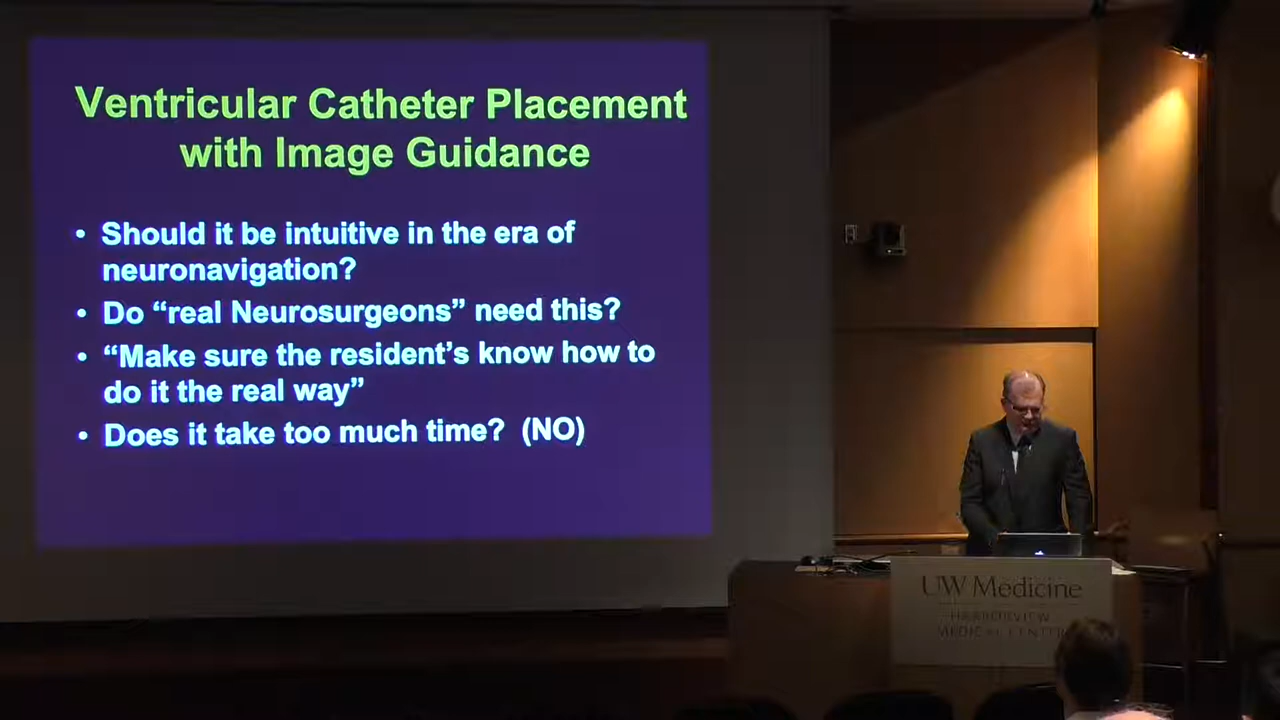 Ventricular Catheter Placement
with Image Guidance
• Should it be intuitive in the era of
neuronavigation?
• Do “real Neurosurgeons” need this?
• “Make sure the resident’s know how to
do it the real way”
• Does it take too much time? (NO)
UW Medicine
HARBORVIEW
MEDICAL CENTER